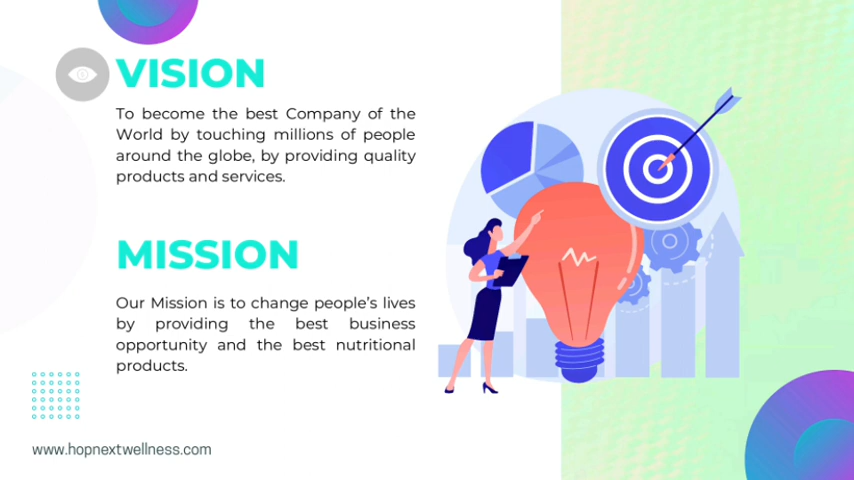 VISION
To become the best Company of the
World by touching millions of people
around the globe, by providing quality
products and services.
MISSION
Our Mission is to change people’s lives
by providing the best business
opportunity and the best nutritional
products.
www.hopnextwellness.com